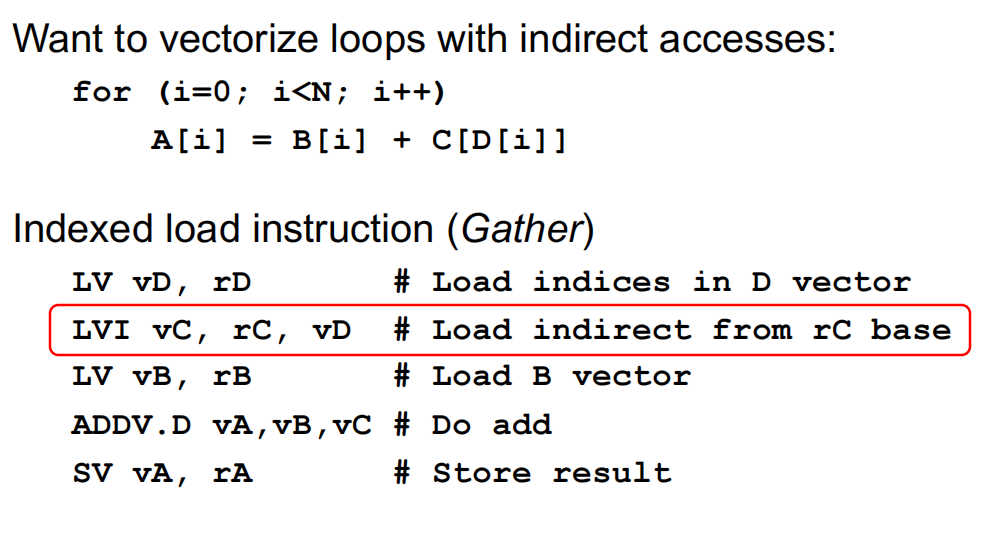 Want to vectorize loops with indirect accesses:
for (i=0; i<N; i++)
A[i] = B[i] + C[D[i]]
Indexed load instruction (Gather)
LV vD, rD # Load indices in D vector
LVI vC, rC, vD # Load indirect from rC base
LV vB, rB # Load B vector
ADDV.D vA,vB,vC # Do add
SV vA, rA # Store result